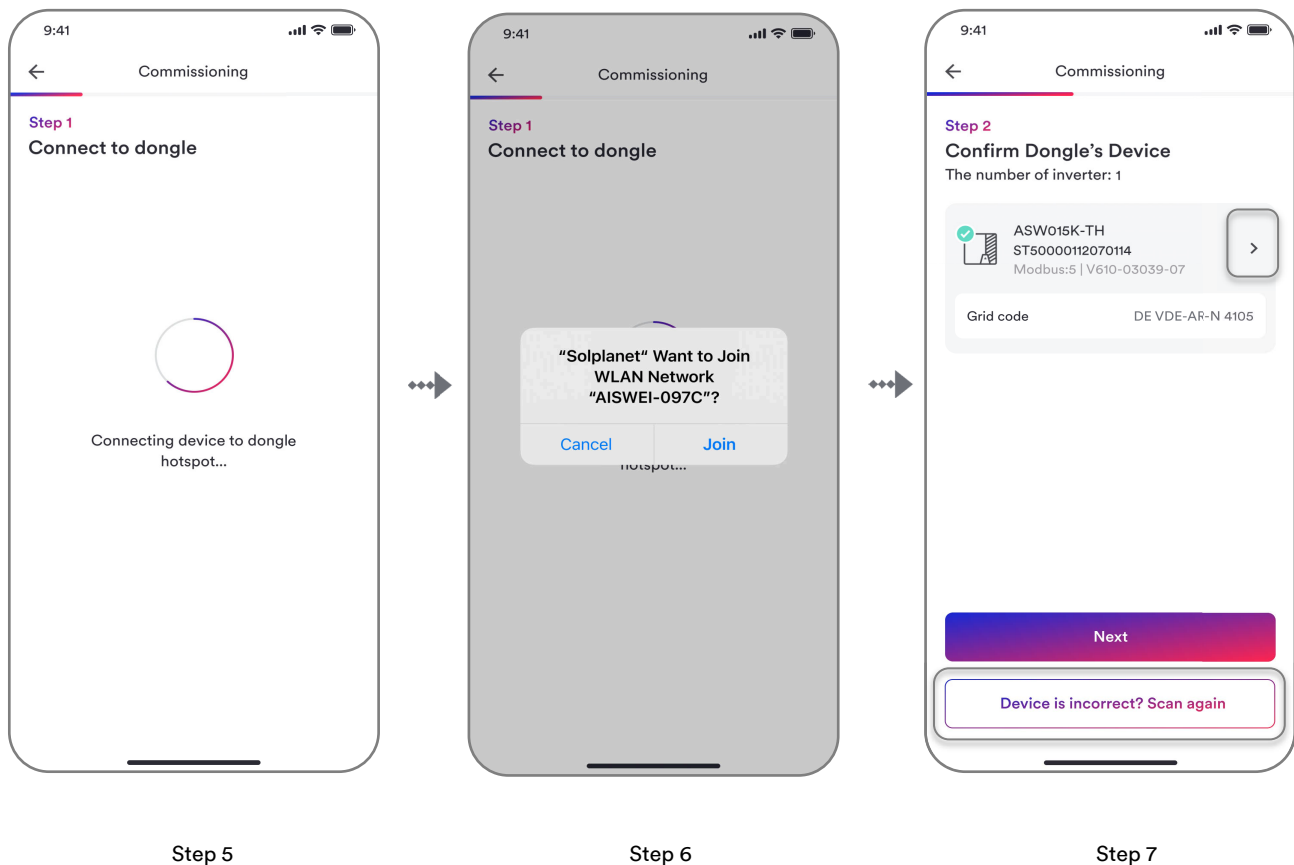 9:41
Commissioning
Step 1
Connect to dongle
Connecting device to dongle
hotspot...
Step 5
9:41
Commissioning
Step 1
Connect to dongle
"Solplanet" Want to Join
WLAN Network
"AISWEI-097C"?
Cancel
Join
hotspot...
Step 6
9:41
Commissioning
Step 2
Confirm Dongle's Device
The number of inverter: 1
ASW015K-TH
ST50000112070114
Modbus:5 | V610-03039-07
Grid code
DE VDE-AR-N 4105
Next
Device is incorrect? Scan again
Step 7